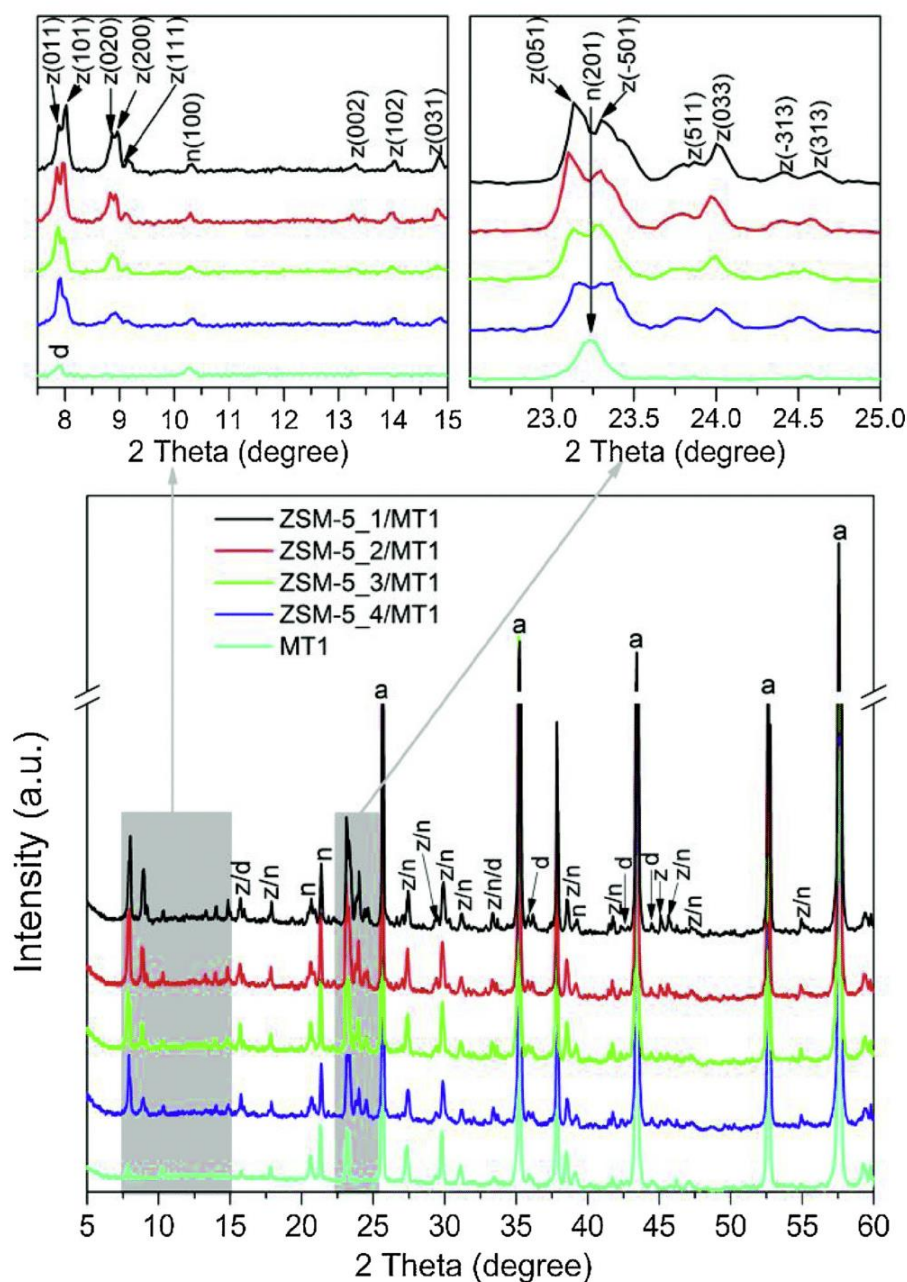 z(011)
z(101)
z(020)
z(200)
z(111)
n(100)
z(002)
z(102)
z(031)
d
8 9 10 11 12 13 14 15
2 Theta (degree)
z(051)
n(201)
z(-501)
z(511)
z(033)
z(-313)
z(313)
23.0 23.5 24.0 24.5 25.0
2 Theta (degree)
ZSM-5_1/MT1
ZSM-5_2/MT1
ZSM-5_3/MT1
ZSM-5_4/MT1
MT1
a
a
a
a
a
z/d
z/n
n
n
z/n
z/n
z/n
z/n
z/n/d
d
z/n
n
z/n
d
d
z
z/n
z/n
z/n
Intensity (a.u.)
5 10 15 20 25 30 35 40 45 50 55 60
2 Theta (degree)